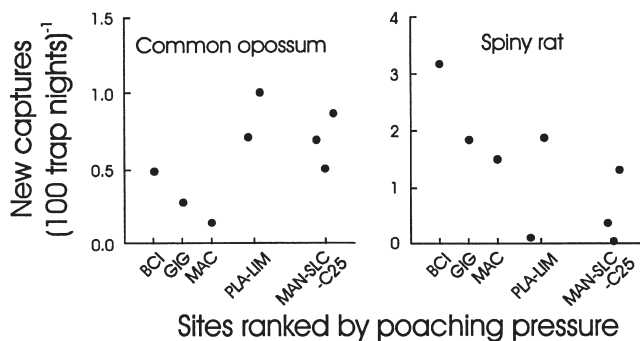 New captures
(100 trap nights)-1
1.5
1.0
0.5
0.0
Common opossum
BCI
GIG
MAC
PLA-LIM
MAN-SLC
-C25
4
3
2
1
0
Spiny rat
BCI
GIG
MAC
PLA-LIM
MAN-SLC
-C25
Sites ranked by poaching pressure